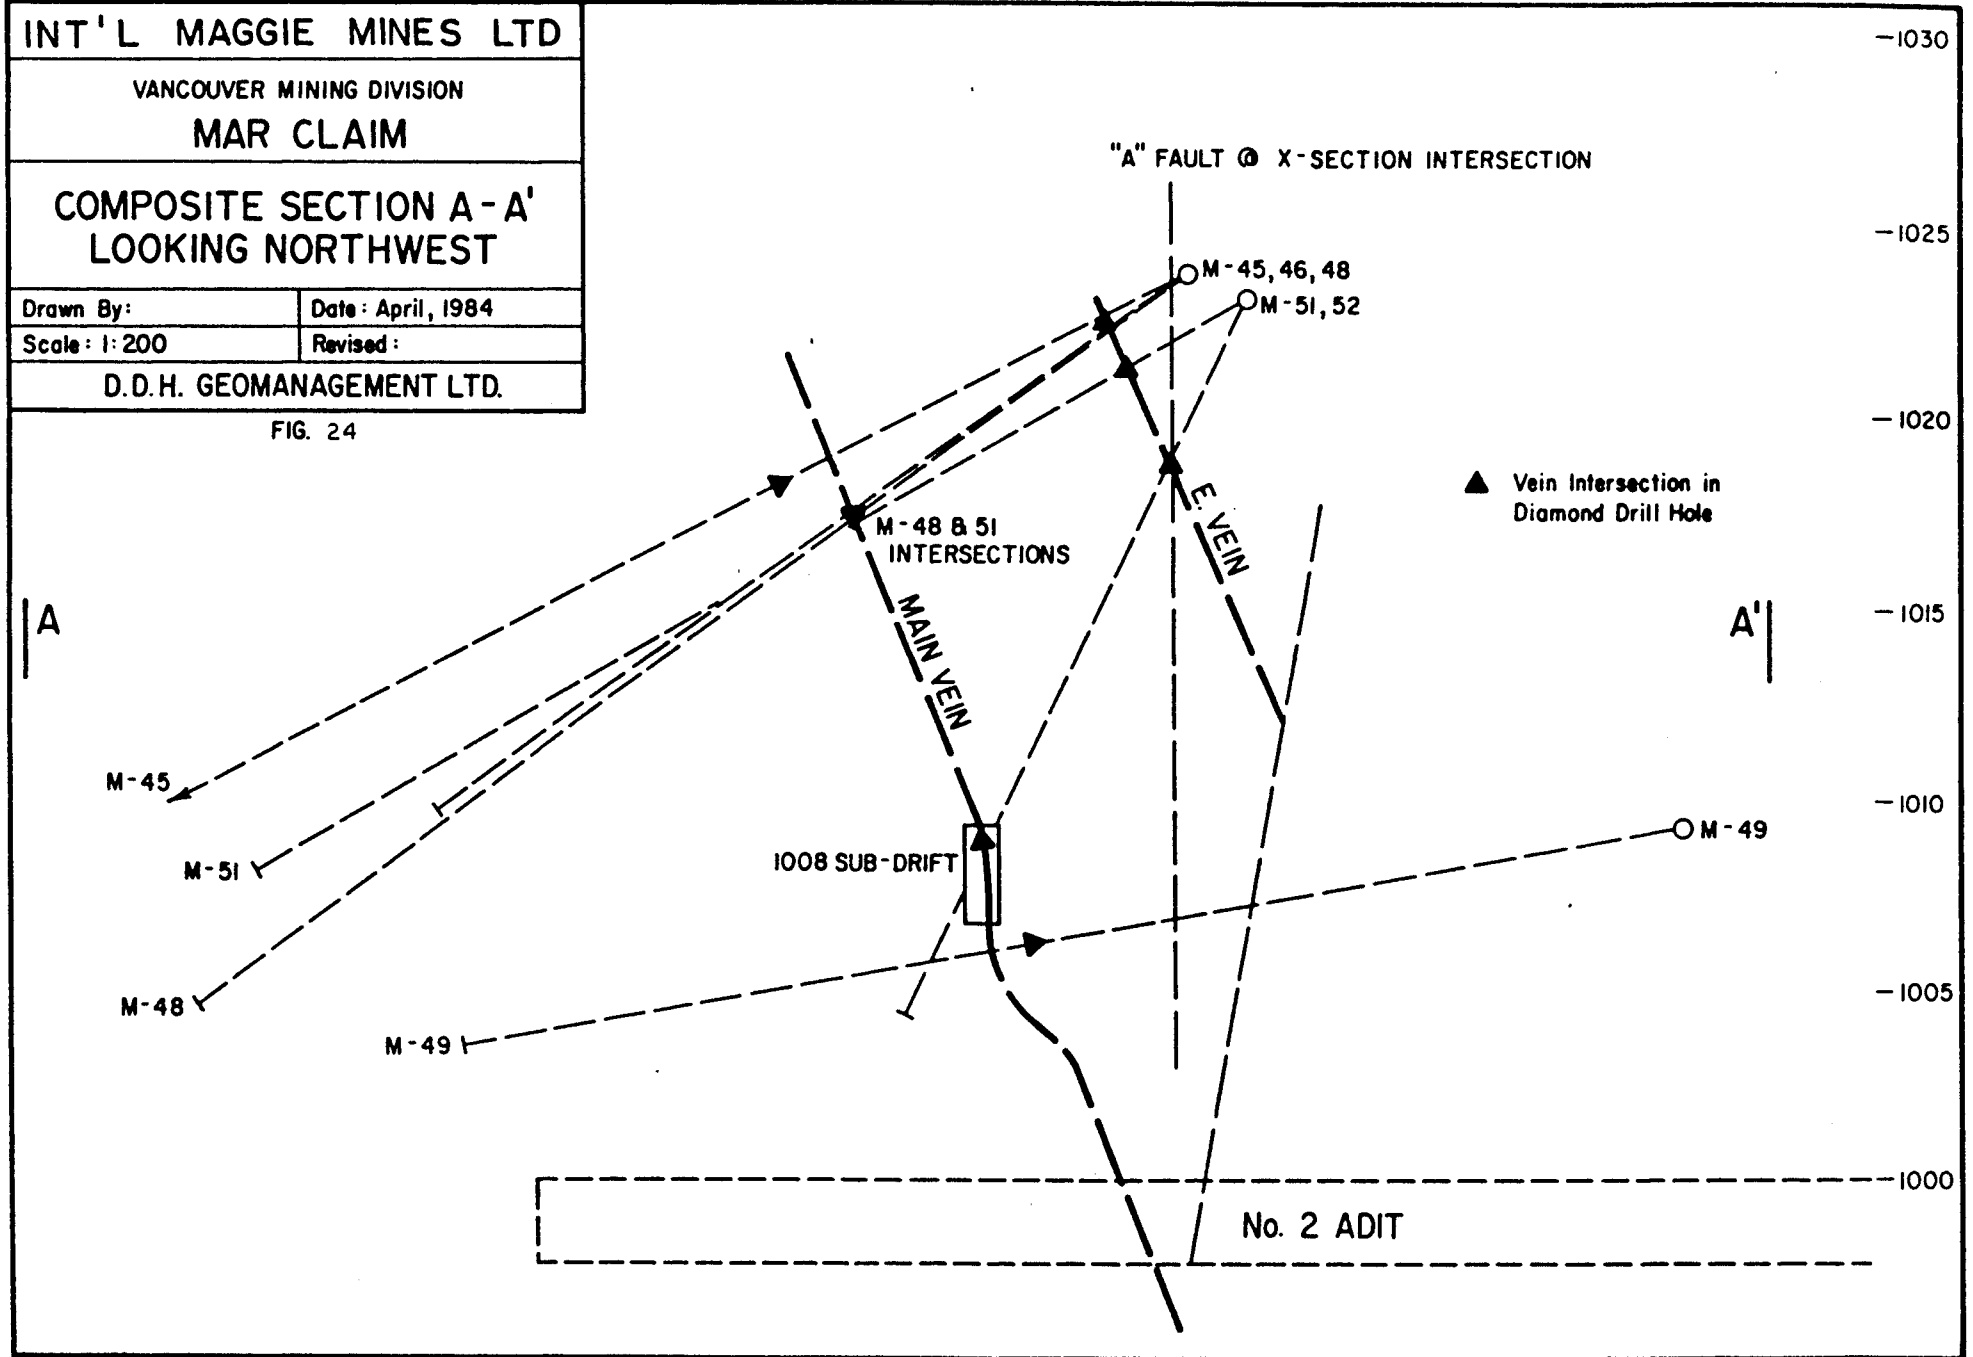 INT'L MAGGIE MINES LTD
VANCOUVER MINING DIVISION
MAR CLAIM
COMPOSITE SECTION A-A'
LOOKING NORTHWEST
Drawn By:
Date: April, 1984
Scale: 1:200
Revised:
D.D.H. GEOMANAGEMENT LTD.
FIG. 24
"A" FAULT @ X-SECTION INTERSECTION
M-45, 46, 48
M-51, 52
Vein Intersection in
Diamond Drill Hole
E. VEIN
M-48 & 51
INTERSECTIONS
MAIN VEIN
A
A'
M-45
M-51
M-48
M-49
1008 SUB-DRIFT
M-49
No. 2 ADIT
-1030
-1025
-1020
-1015
-1010
-1005
-1000